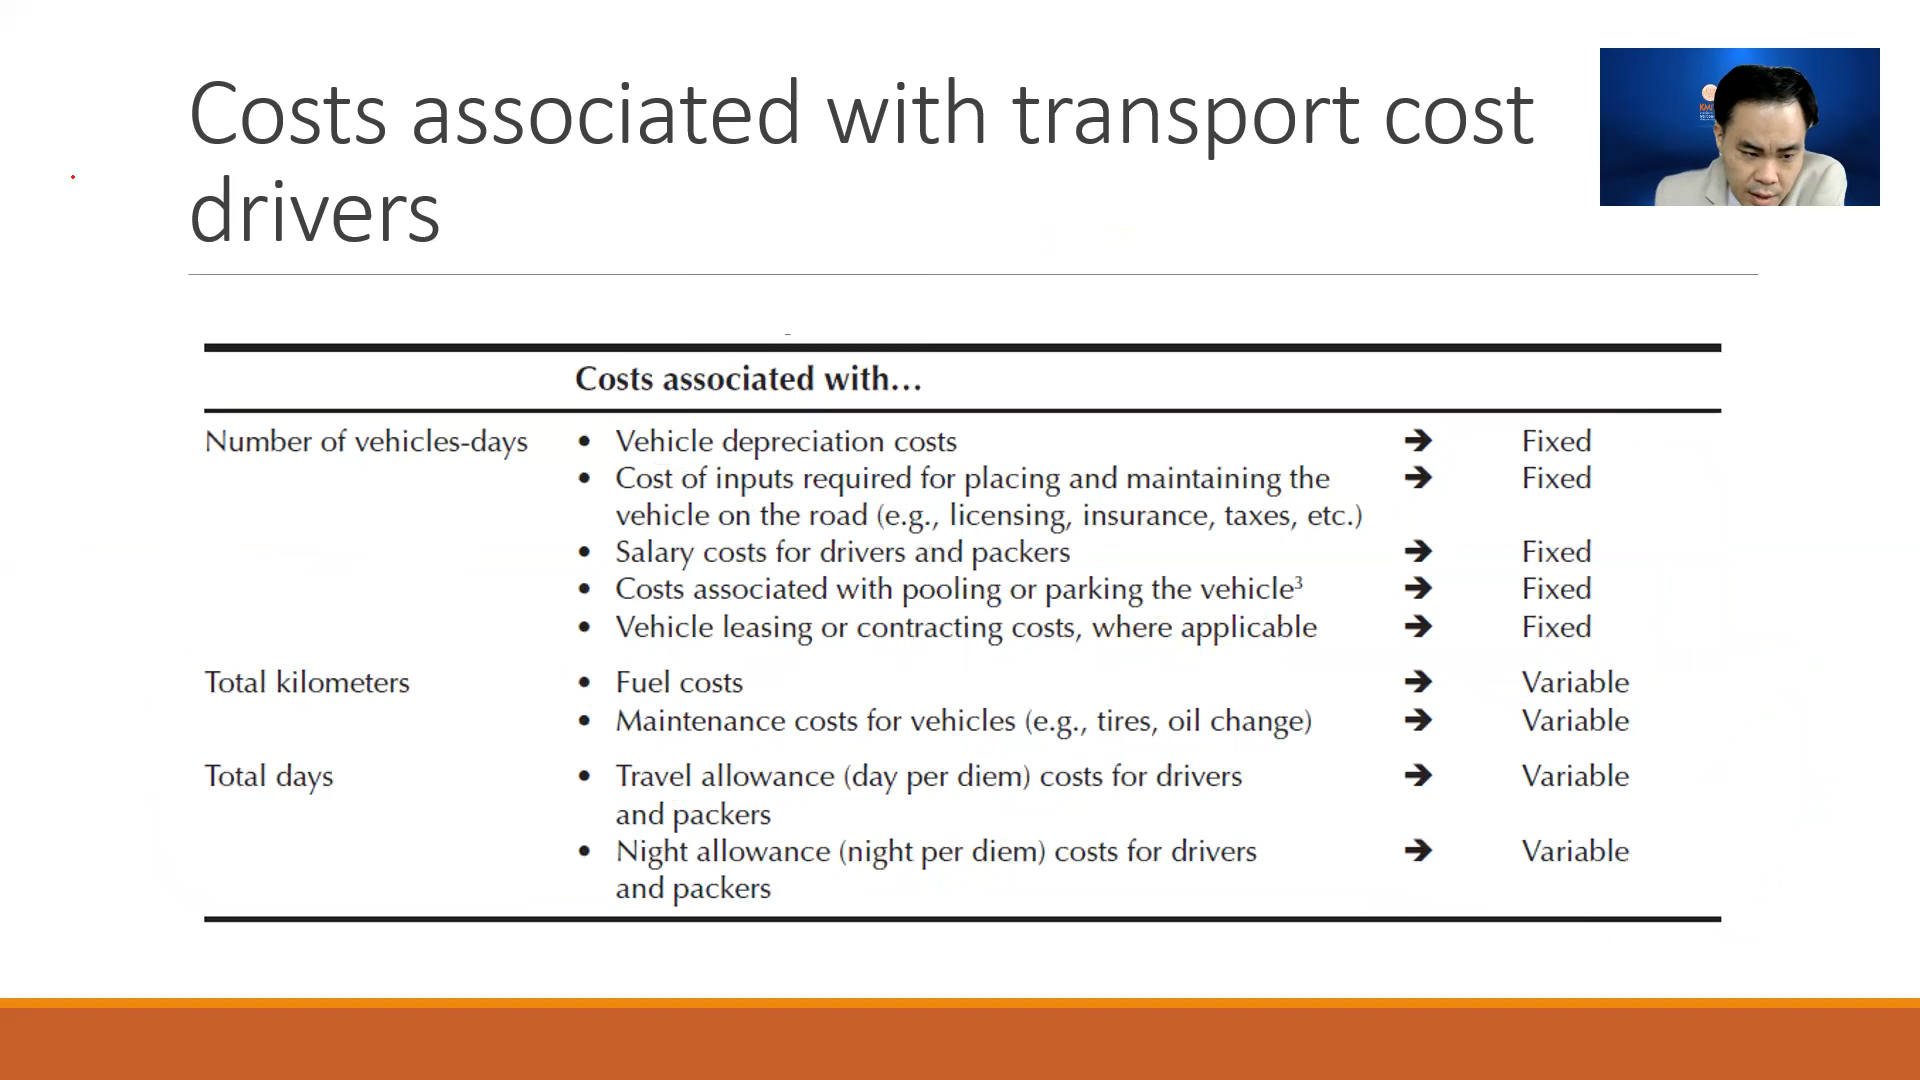 Costs associated with transport cost
drivers
Costs associated with…
Number of vehicles-days • Vehicle depreciation costs ➔ Fixed
• Cost of inputs required for placing and maintaining the ➔ Fixed
vehicle on the road (e.g., licensing, insurance, taxes, etc.)
• Salary costs for drivers and packers ➔ Fixed
• Costs associated with pooling or parking the vehicle³ ➔ Fixed
• Vehicle leasing or contracting costs, where applicable ➔ Fixed
Total kilometers • Fuel costs ➔ Variable
• Maintenance costs for vehicles (e.g., tires, oil change) ➔ Variable
Total days • Travel allowance (day per diem) costs for drivers ➔ Variable
and packers
• Night allowance (night per diem) costs for drivers ➔ Variable
and packers